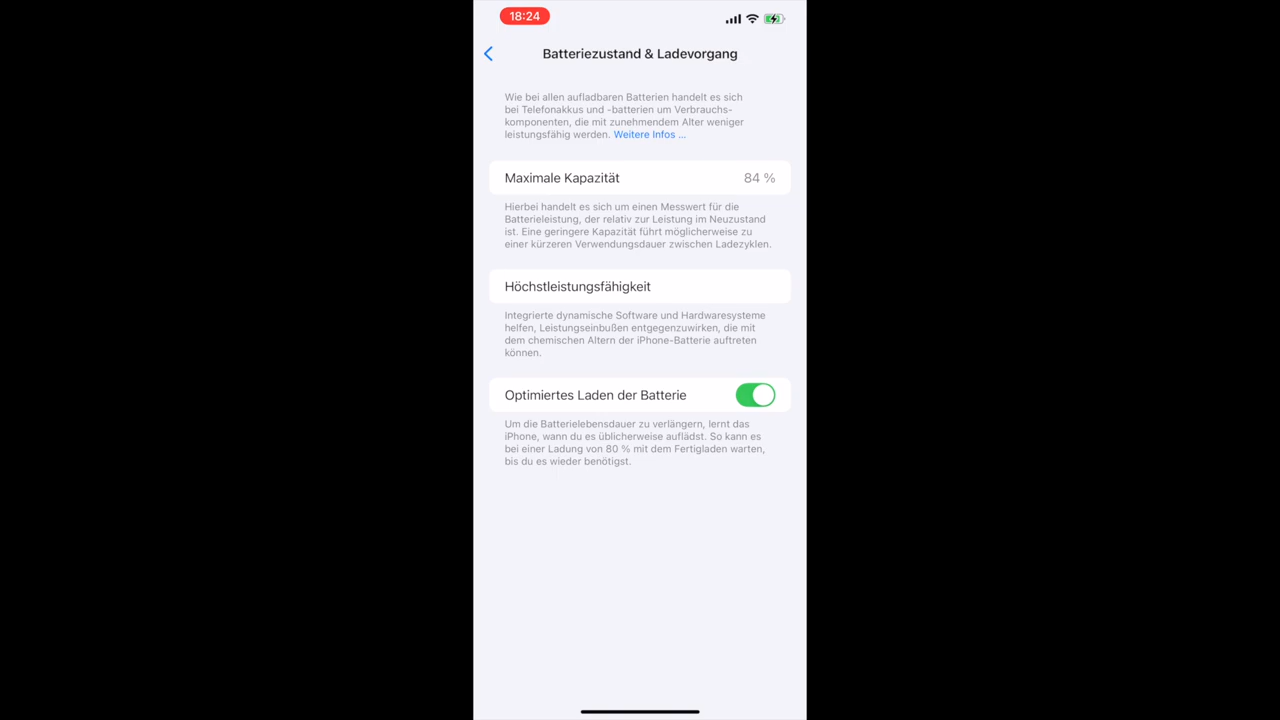 18:24
Batteriezustand & Ladevorgang
Wie bei allen aufladbaren Batterien handelt es sich
bei Telefonakkus und -batterien um Verbrauchs-
komponenten, die mit zunehmendem Alter weniger
leistungsfähig werden. Weitere Infos ...
Maximale Kapazität 84 %
Hierbei handelt es sich um einen Messwert für die
Batterieleistung, der relativ zur Leistung im Neuzustand
ist. Eine geringere Kapazität führt möglicherweise zu
einer kürzeren Verwendungsdauer zwischen Ladezyklen.
Höchstleistungsfähigkeit
Integrierte dynamische Software und Hardwaresysteme
helfen, Leistungseinbußen entgegenzuwirken, die mit
dem chemischen Altern der iPhone-Batterie auftreten
können.
Optimiertes Laden der Batterie
Um die Batterielebensdauer zu verlängern, lernt das
iPhone, wann du es üblicherweise auflädst. So kann es
bei einer Ladung von 80 % mit dem Fertigladen warten,
bis du es wieder benötigst.